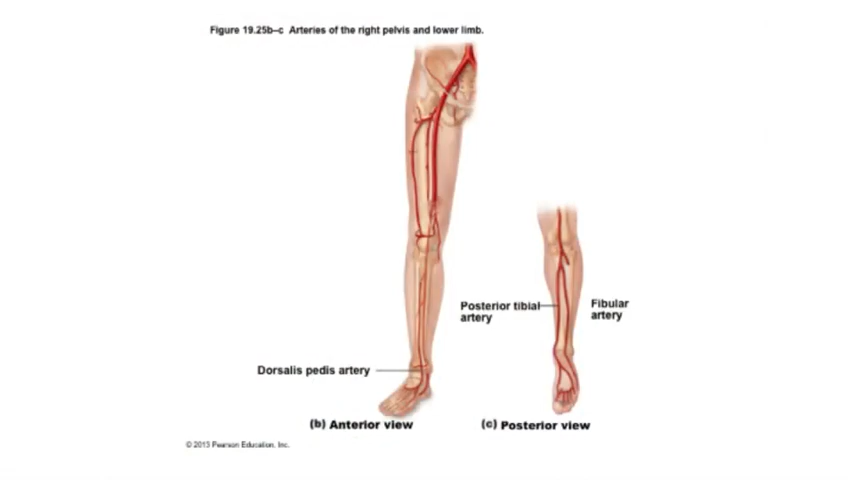 Figure 19.25b–c Arteries of the right pelvis and lower limb.
Posterior tibial
artery
Fibular
artery
Dorsalis pedis artery
(b) Anterior view
(c) Posterior view
© 2013 Pearson Education, Inc.